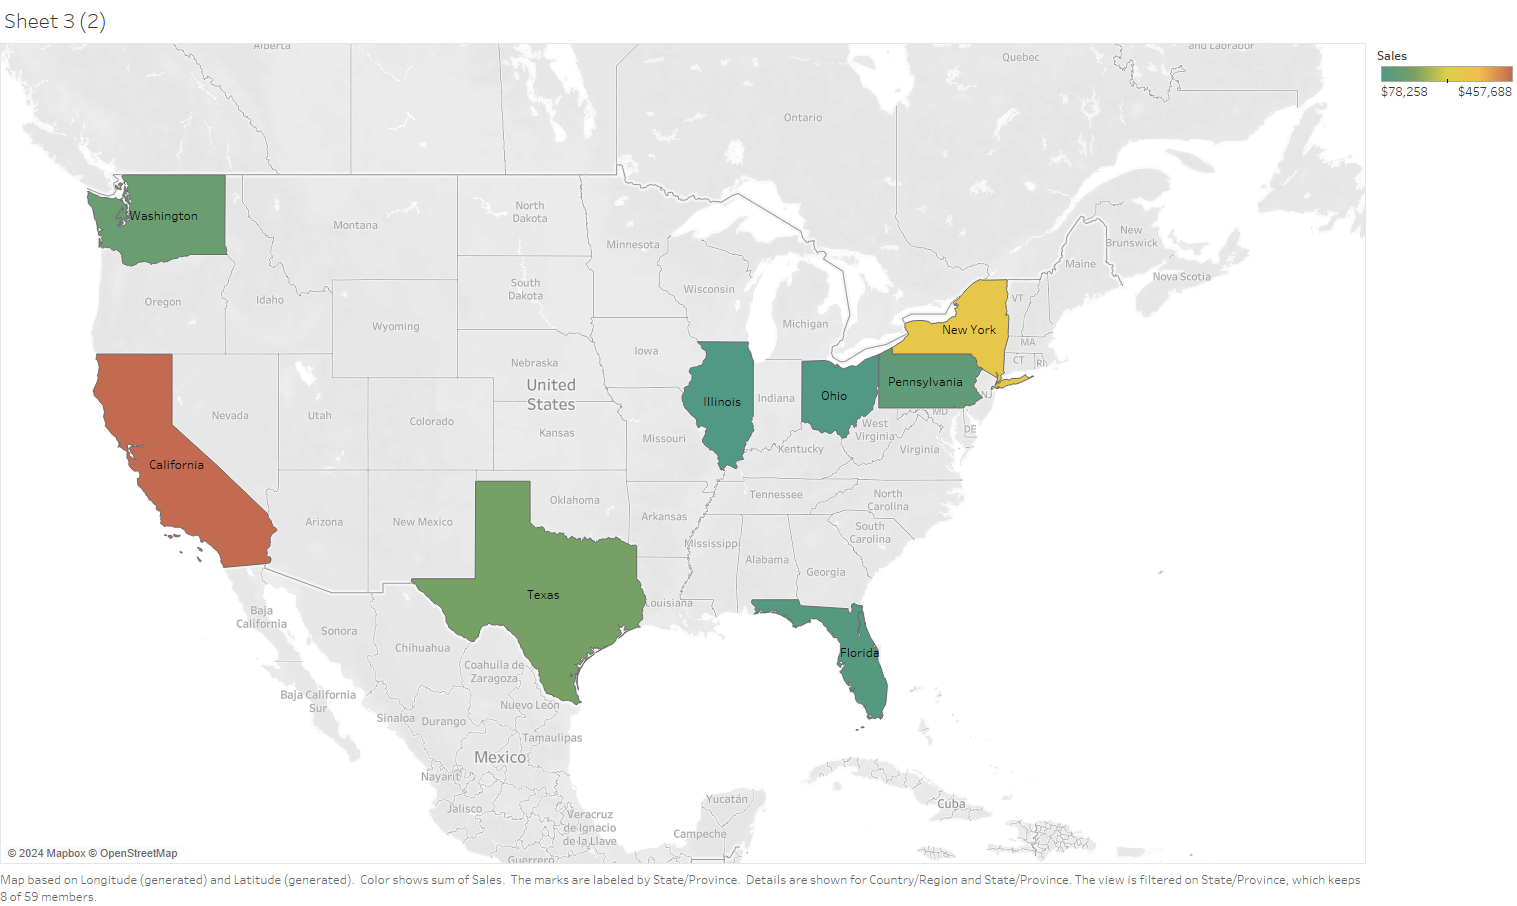 Sheet 3 (2)
Sales
$78,258 $457,688
Alberta
Quebec
and Labrador
Ontario
Washington
Montana
North
Dakota
Minnesota
New
Brunswick
Maine
Nova Scotia
Oregon
Idaho
South
Dakota
Wisconsin
VT
Wyoming
Michigan
New York
MA
Iowa
CT
Nebraska
United
States
Pennsylvania
Illinois
Indiana
Ohio
NJ
MD
Nevada
Utah
Colorado
Kansas
Missouri
West
Virginia
DE
Kentucky
Virginia
California
Oklahoma
Tennessee
North
Carolina
Arizona
New Mexico
Arkansas
South
Carolina
Mississippi
Alabama
Georgia
Texas
Louisiana
Baja
California
Sonora
Chihuahua
Florida
Coahuila de
Zaragoza
Baja California
Sur
Nuevo León
Sinaloa
Durango
Tamaulipas
Mexico
Nayarit
Jalisco
Veracruz
de Ignacio
de la Llave
Yucatán
Campeche
Cuba
Guerrero
© 2024 Mapbox © OpenStreetMap
Map based on Longitude (generated) and Latitude (generated). Color shows sum of Sales. The marks are labeled by State/Province. Details are shown for Country/Region and State/Province. The view is filtered on State/Province, which keeps
8 of 59 members.